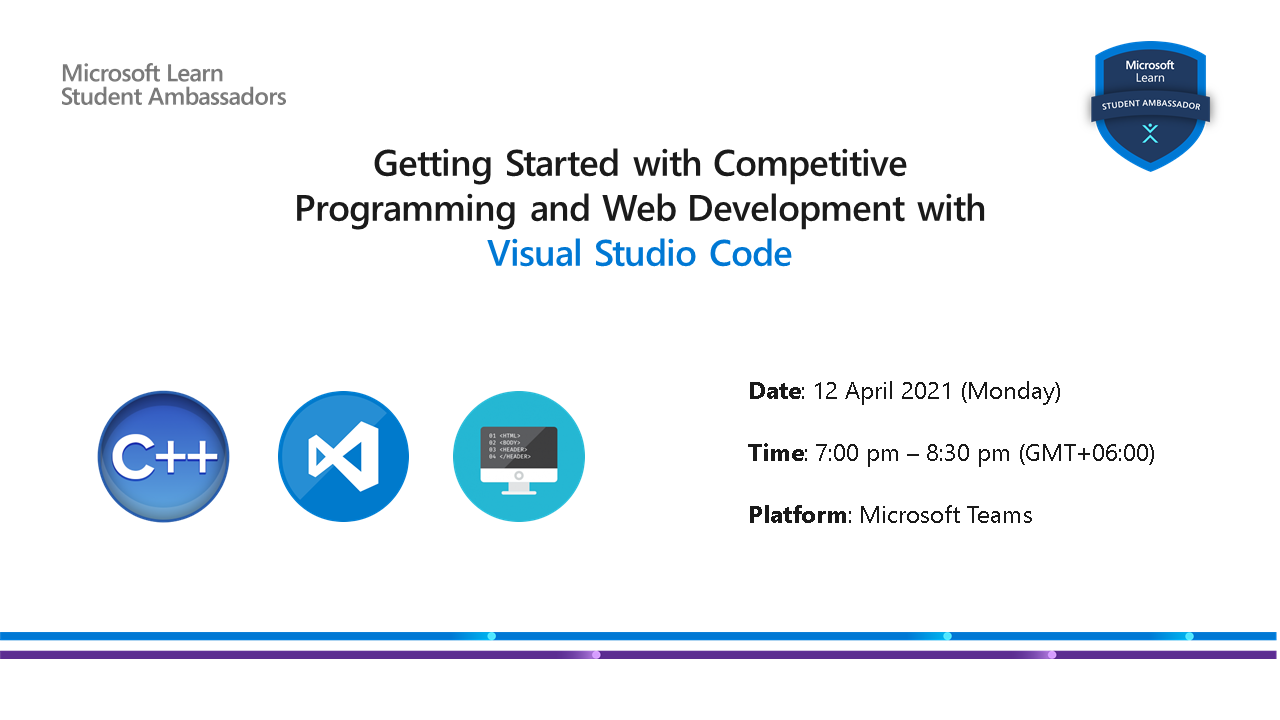 Microsoft Learn
Student Ambassadors
Microsoft
Learn
STUDENT AMBASSADOR
Getting Started with Competitive
Programming and Web Development with
Visual Studio Code
C++
01 <HTML>
02 <BODY>
03 <HEADER>
04 </HEADER>
Date: 12 April 2021 (Monday)
Time: 7:00 pm – 8:30 pm (GMT+06:00)
Platform: Microsoft Teams